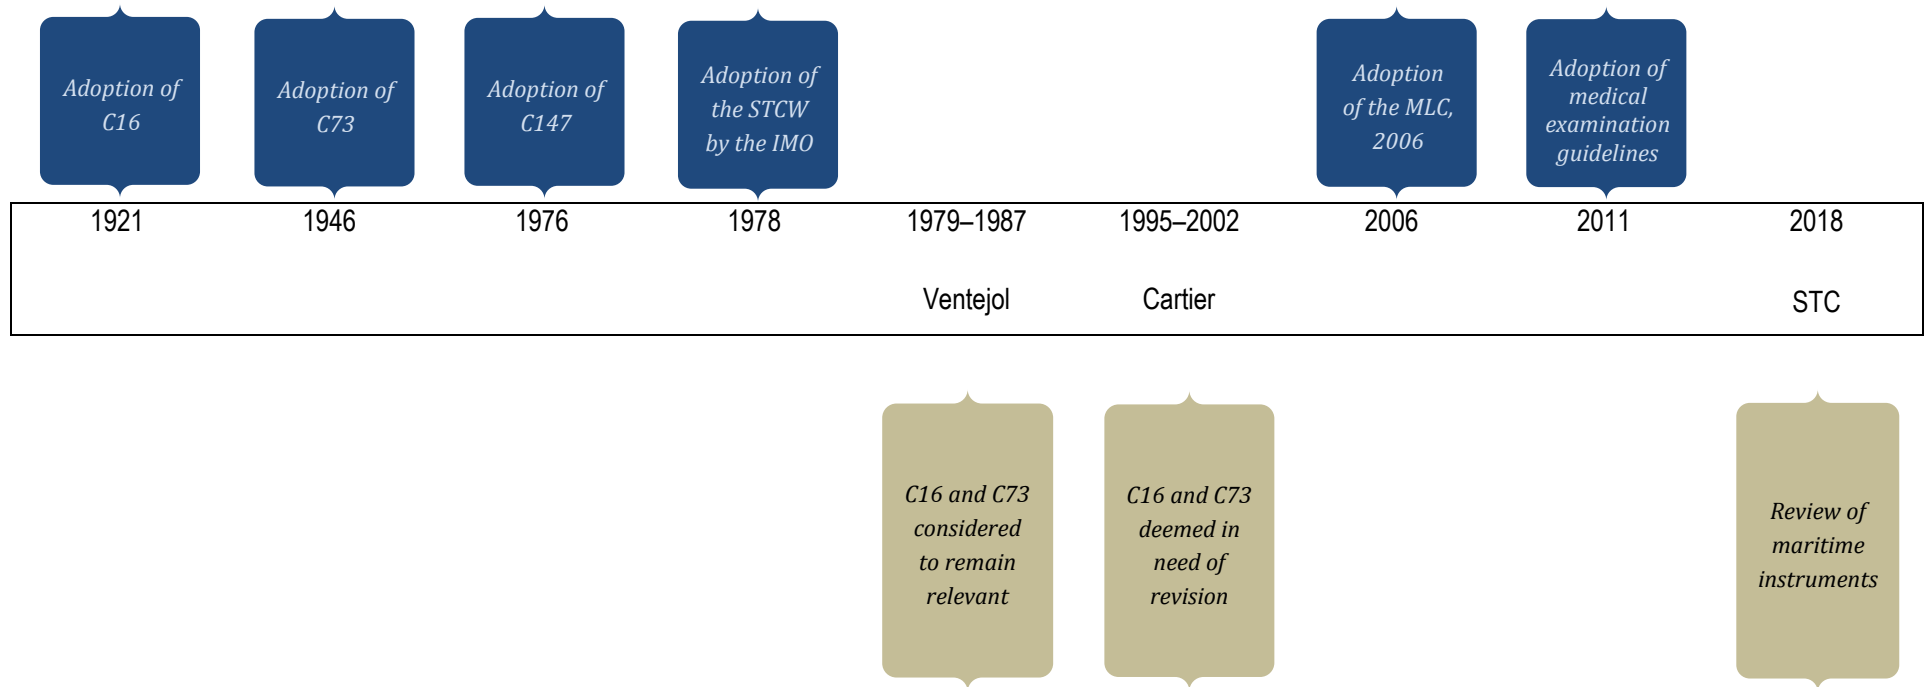 Adoption of
C16
Adoption of
C73
Adoption of
C147
Adoption of
the STCW
by the IMO
Adoption
of the MLC,
2006
Adoption of
medical
examination
guidelines
1921
1946
1976
1978
1979–1987
1995–2002
2006
2011
2018
Ventejol
Cartier
STC
C16 and C73
considered
to remain
relevant
C16 and C73
deemed in
need of
revision
Review of
maritime
instruments